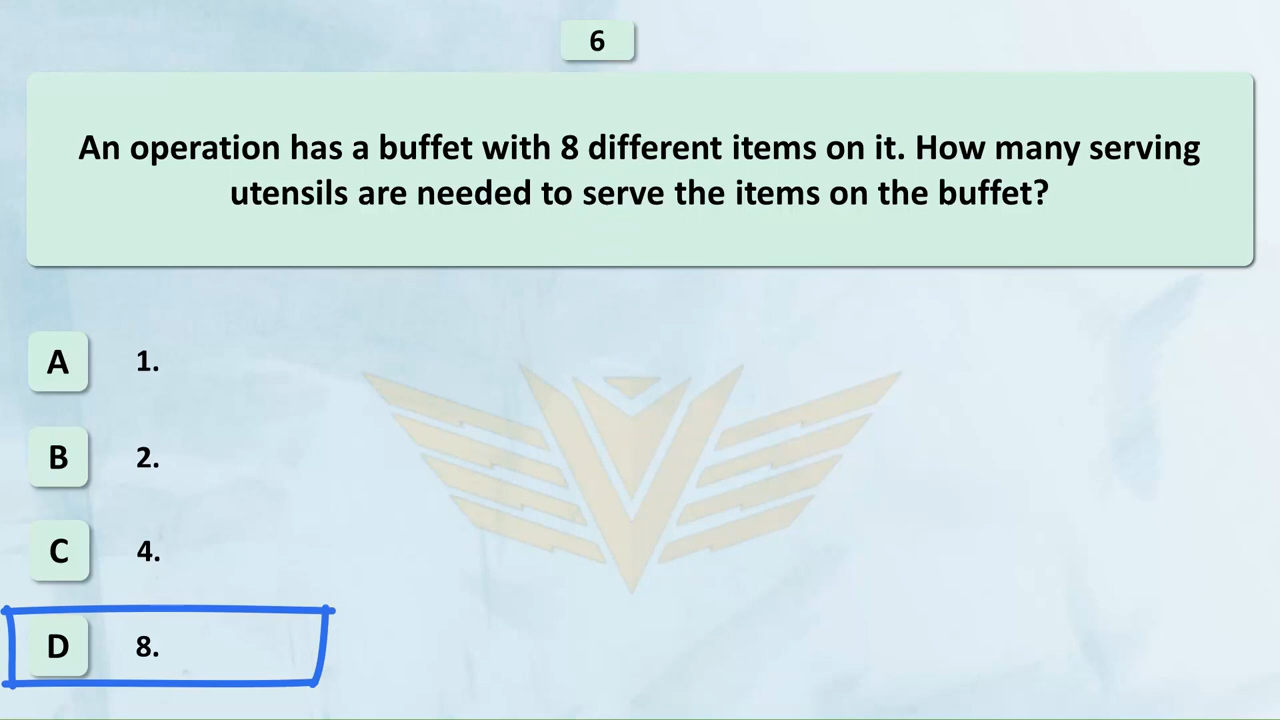 6
An operation has a buffet with 8 different items on it. How many serving
utensils are needed to serve the items on the buffet?
A 1.
B 2.
C 4.
D 8.